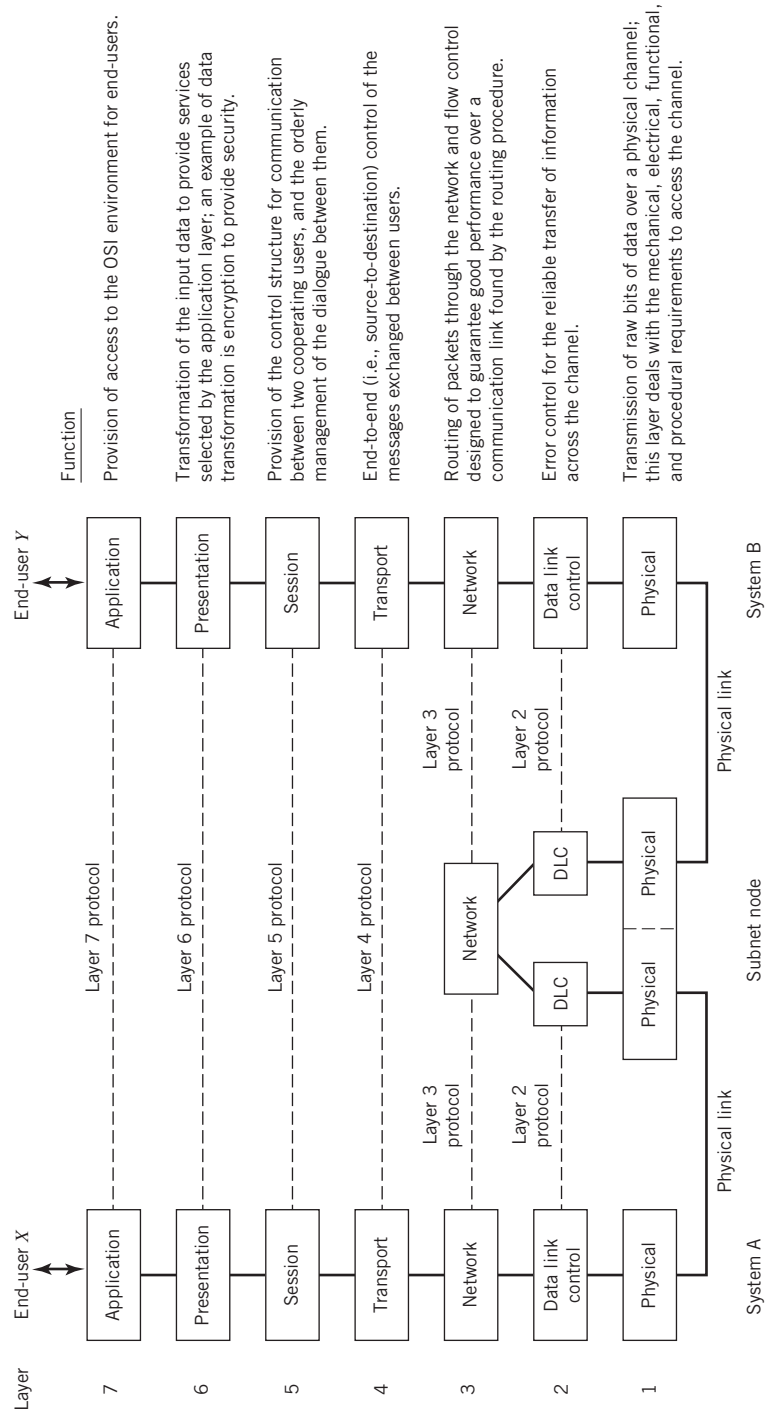 Layer
End-user X
End-user Y
Function
7
Application
Layer 7 protocol
Application
Provision of access to the OSI environment for end-users.
6
Presentation
Layer 6 protocol
Presentation
Transformation of the input data to provide services
selected by the application layer; an example of data
transformation is encryption to provide security.
5
Session
Layer 5 protocol
Session
Provision of the control structure for communication
between two cooperating users, and the orderly
management of the dialogue between them.
4
Transport
Layer 4 protocol
Transport
End-to-end (i.e., source-to-destination) control of the
messages exchanged between users.
3
Network
Layer 3
protocol
Network
Layer 3
protocol
Network
Routing of packets through the network and flow control
designed to guarantee good performance over a
communication link found by the routing procedure.
2
Data link
control
Layer 2
protocol
DLC
DLC
Layer 2
protocol
Data link
control
Error control for the reliable transfer of information
across the channel.
1
Physical
Physical
Physical
Physical
Transmission of raw bits of data over a physical channel;
this layer deals with the mechanical, electrical, functional,
and procedural requirements to access the channel.
Physical link
Physical link
System A
Subnet node
System B